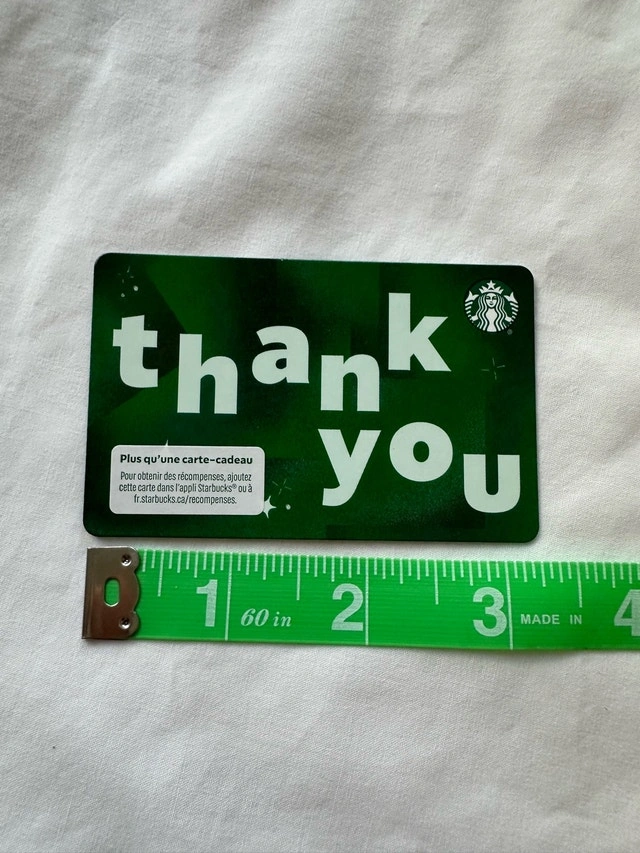 thank
you
Plus qu'une carte-cadeau
Pour obtenir des récompenses, ajoutez
cette carte dans l'appli Starbucks® ou à
fr.starbucks.ca/recompenses.
®
1 60 in 2 3 MADE IN 4